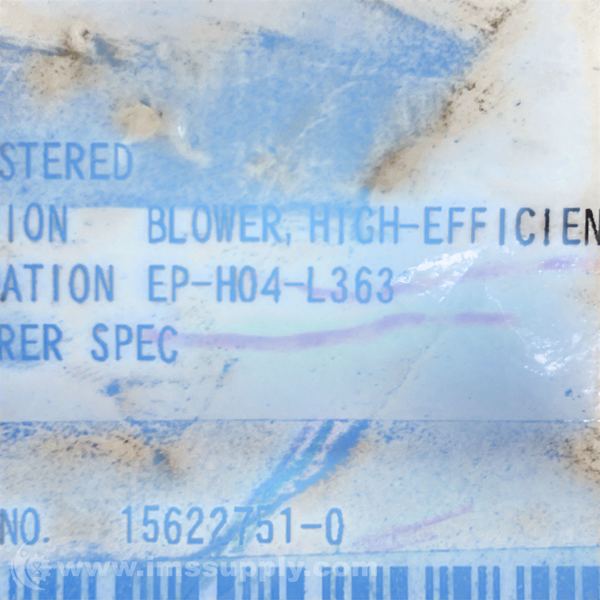 STERED
ION BLOWER, HIGH-EFFICIEN
ATION EP-H04-L363
RER SPEC
NO. 15622751-0
www.imssupply.com